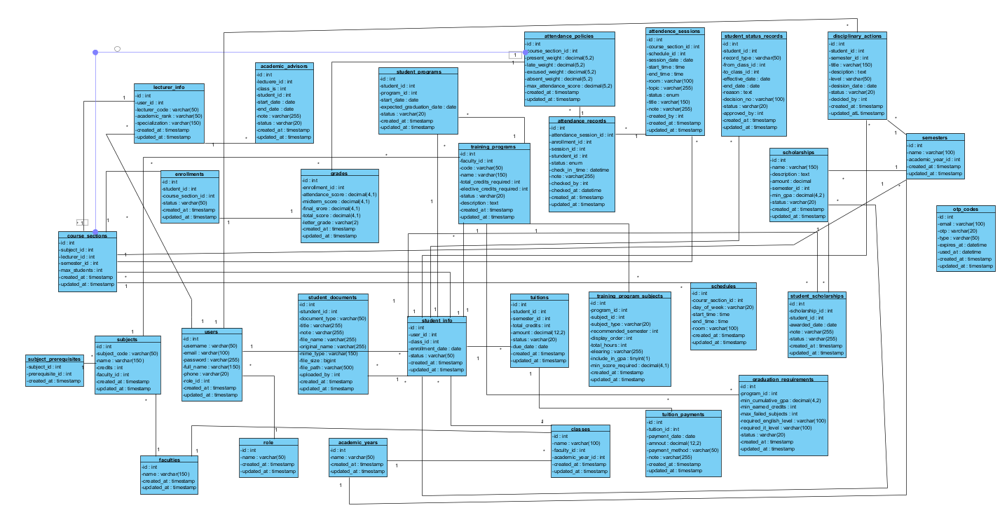 attendance_policies
-id : int
-course_section_id : int
-present_weight : decimal(5,2)
-late_weight : decimal(5,2)
-excused_weight : decimal(5,2)
-absent_weight : decimal(5,2)
-max_attendance_score : decimal(5,2)
-created_at : timestamp
-updated_at : timestamp
attendence_sessions
-id : int
-course_section_id : int
-schedule_id : int
-session_date : date
-start_time : time
-end_time : time
-room : varchar(100)
-topic : varchar(255)
-status : enum
-title : varchar(150)
-note : varchar(255)
-created_by : int
-updated_at : timestamp
student_status_records
-id : int
-student_id : int
-record_type : varchar(50)
-from_class_id : int
-to_class_id : int
-effective_date : date
-end_date : date
-reason : text
-decision_no : varchar(100)
-status : varchar(20)
-approved_by : int
-created_at : timestamp
-updated_at : timestamp
disciplinary_actions
-id : int
-student_id : int
-semester_id : int
-title : varchar(150)
-desciption : text
-level : varchar(50)
-desision_date : date
-status : varchar(20)
-decided_by : int
-created_at : timestamp
-updated_atL timestamp
academic_advisors
-id : int
-lectuere_id : int
-class_is : int
-student_id : int
-start_date : date
-end_date : date
-note : varchar(255)
-status : varchar(20)
-created_at : timestamp
-updated_at : timestamp
student_programs
-id : int
-student_id : int
-program_id : int
-start_date : date
-expected_graduation_date : date
-status : varchar(20)
-created_at : timestamp
-updated_at : timestamp
lecturer_info
-id : int
-user_id : int
-lecturer_code : varchar(50)
-academic_rank : varchar(50)
-specialization : varchar(150)
-created_at : timestamp
-updated_at : timestamp
attendance_records
-id : int
-attendance_session_id : int
-enrollment_id : int
-session_id : int
-stundent_id : int
-status : enum
-check_in_time : datetime
-note : varchar(255)
-checked_by : int
-checked_at : datetime
-created_at : timestamp
-updated_at : timestamp
semesters
-id : int
-name : varchar(100)
-academic_year_id : int
-created_at : timestamp
-updated_at : timestamp
training_programs
-id : int
-faculty_id : int
-code : varchar(50)
-name : varchar(150)
-total_credits_required : int
-elective_credits_required : int
-status : varchar(20)
-description : text
-created_at : timestamp
-updated_at : timestamp
scholarships
-id : int
-name : varchar(150)
-description : text
-amount : decimal
-semester_id : int
-min_gpa : decimal(4,2)
-status : varchar(20)
-created_at : timestamp
-updated_at : timestamp
enrollments
-id : int
-student_id : int
-course_section_id : int
-status : varchar(50)
-created_at : timestamp
-updated_at : timestamp
grades
-id : int
-enrollment_id : int
-attendance_score : decimal(4,1)
-midterm_score : decimal(4,1)
-final_srore : decimal(4,1)
-total_score : decimal(4,1)
-letter_grade : varchar(2)
-created_at : timestamp
-updated_at : timestamp
otp_codes
-id : int
-email : varchar(100)
-otp : varchar(20)
-type : varchar(50)
-expires_at : datetime
-used_at : datetime
-created_at : timestamp
-updated_at : timestamp
course_sections
-id : int
-subject_id : int
-lecturer_id : int
-semester_id : int
-max_students : int
-created_at : timestamp
-updated_at : timestamp
schedules
-id : int
-coursr_section_id : int
-day_of_week : varchar(20)
-start_time : time
-end_time : time
-room : varchar(100)
-created_at : timestamp
-updated_at : timestamp
student_documents
-id : int
-stundent_id : int
-document_type : varchar(50)
-title : varchar(255)
-note : varchar(255)
-file_name : varchar(255)
-original_name : varchar(255)
-nime_type : varchar(150)
-file_size : bigint
-file_path : varchar(500)
-uploaded_by : int
-created_at : timestamp
-updated_at : timestamp
tuitions
-id : int
-student_id : int
-semester_id : int
-total_credits : int
-amount : decimal(12,2)
-status : varchar(20)
-due_date : date
-created_at : timestamp
-updated_at : timestamp
training_program_subjects
-id : int
-program_id : int
-subject_id : int
-subject_type : varchar(20)
-recommended_semester : int
-display_order : int
-total_hours : int
-elearing : varchar(255)
-include_in_gpa : tinyint(1)
-min_score_required : decimal(4,1)
-created_at : timestamp
-updated_at : timestamp
student_scholarships
-id : int
-scholarship_id : int
-student_id : int
-awarded_date : date
-note : varchar(255)
-status : varchar(255)
-created_at : timestamp
-updated_at : timestamp
student_info
-id : int
-user_id : int
-class_id : int
-enrollment_date : date
-status : varchar(50)
-created_at : timestamp
-updated_at : timestamp
users
-id : int
-username : varchar(50)
-email : varchar(100)
-password : varchar(255)
-full_name : varchar(150)
-phone : varchar(20)
-role_id : int
-created_at : timestamp
-updated_at : timestamp
subjects
-id : int
-subject_code : varchar(50)
-name : varchar(150)
-credits : int
-faculty_id : int
-created_at : timestamp
-updated_at : timestamp
subject_prerequisites
-subject_id : int
-prerequisite_id : int
-created_at : timestamp
graduation_requirements
-id : int
-program_id : int
-min_cumulative_gpa : decimal(4,2)
-min_earned_credits : int
-max_failed_subjects : int
-required_english_level : varchar(100)
-required_it_level : varchar(100)
-status : varchar(20)
-created_at : timestamp
-updated_at : timestamp
tuition_payments
-id : int
-tuition_id : int
-payment_date : date
-amnout : decimal(12,2)
-payment_method : varchar(50)
-note : varchar(255)
-created_at : timestamp
-updated_at : timestamp
classes
-id : int
-name : varchar(100)
-faculty_id : int
-academic_year_id : int
-created_at : timestamp
-updated_at : timestamp
role
-id : int
-name : varchar(50)
-created_at : timestamp
-updated_at : timestamp
academic_years
-id : int
-name : varchar(50)
-created_at : timestamp
-updated_at : timestamp
faculties
-id : int
-name : varchar(150)
-created_at : timestamp
-updated_at : timestamp